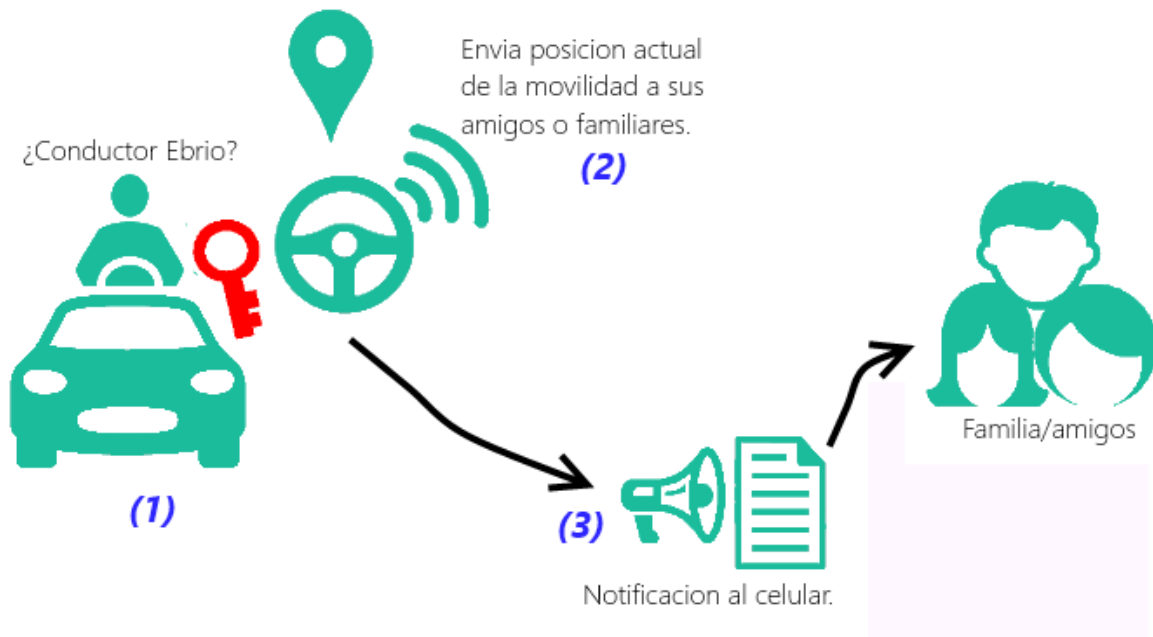 Envia posicion actual
de la movilidad a sus
amigos o familiares.
(2)
¿Conductor Ebrio?
(1)
Familia/amigos
(3)
Notificacion al celular.